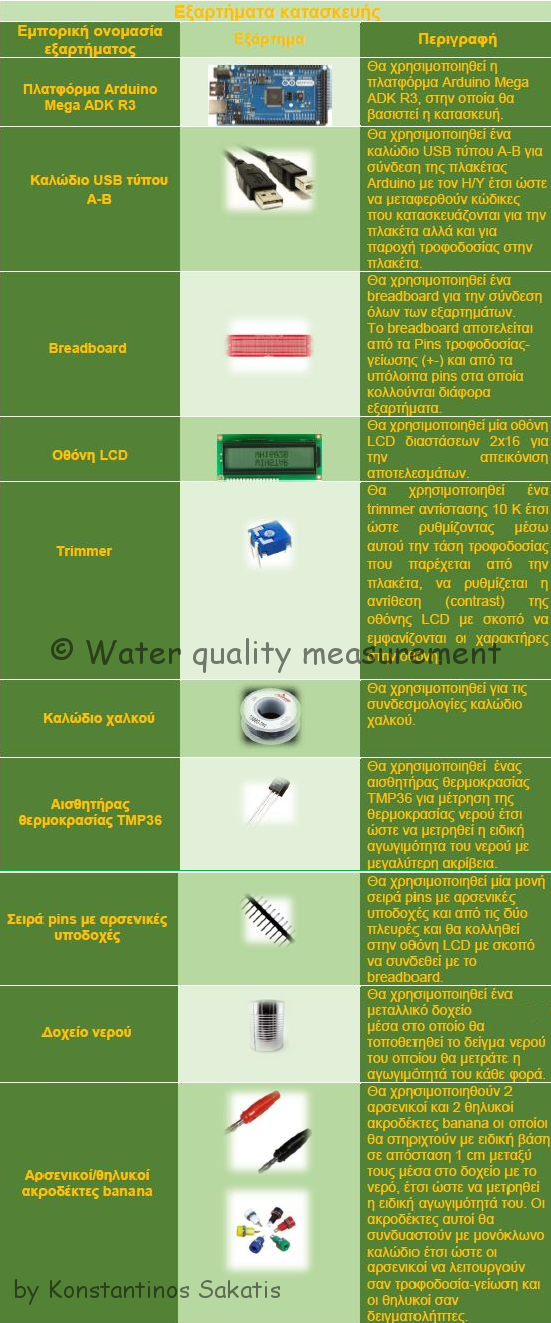 Εξαρτήματα κατασκευής
Εμπορική ονομασία
εξαρτήματος
Εξάρτημα
Περιγραφή
Πλατφόρμα Arduino
Mega ADK R3
Θα χρησιμοποιηθεί η
πλατφόρμα Arduino Mega
ADK R3, στην οποία θα
βασιστεί η κατασκευή.
Καλώδιο USB τύπου
A-B
Θα χρησιμοποιηθεί ένα
καλώδιο USB τύπου A-B για
σύνδεση της πλακέτας
Arduino με τον Η/Υ έτσι ώστε
να μεταφερθούν κώδικες
που κατασκευάζονται για την
πλακέτα αλλά και για
παροχή τροφοδοσίας στην
πλακέτα.
Breadboard
Θα χρησιμοποιηθεί ένα
breadboard για την σύνδεση
όλων των εξαρτημάτων.
Το breadboard αποτελείται
από τα Pins τροφοδοσίας-
γείωσης (+-) και από τα
υπόλοιπα pins στα οποία
κολλούνται διάφορα
εξαρτήματα.
Οθόνη LCD
Θα χρησιμοποιηθεί μία οθόνη
LCD διαστάσεων 2x16 για
την απεικόνιση
αποτελεσμάτων.
Trimmer
Θα χρησιμοποιηθεί ένα
trimmer αντίστασης 10 K έτσι
ώστε ρυθμίζοντας μέσω
αυτού την τάση τροφοδοσίας
που παρέχεται από την
πλακέτα, να ρυθμίζεται η
αντίθεση (contrast) της
οθόνης LCD με σκοπό να
εμφανίζονται οι χαρακτήρες
στην οθόνη.
© Water quality measurement
Καλώδιο χαλκού
Θα χρησιμοποιηθεί για τις
συνδεσμολογίες καλώδιο
χαλκού.
Αισθητήρας
θερμοκρασίας TMP36
Θα χρησιμοποιηθεί ένας
αισθητήρας θερμοκρασίας
TMP36 για μέτρηση της
θερμοκρασίας νερού έτσι
ώστε να μετρηθεί η ειδική
αγωγιμότητα του νερού με
μεγαλύτερη ακρίβεια.
Σειρά pins με αρσενικές
υποδοχές
Θα χρησιμοποιηθεί μία μονή
σειρά pins με αρσενικές
υποδοχές και από τις δύο
πλευρές και θα κολληθεί
στην οθόνη LCD με σκοπό
να συνδεθεί με το
breadboard.
Δοχείο νερού
Θα χρησιμοποιηθεί ένα
μεταλλικό δοχείο
μέσα στο οποίο θα
τοποθετηθεί το δείγμα νερού
του οποίου θα μετράτε η
αγωγιμότητά του κάθε φορά.
Αρσενικοί/θηλυκοί
ακροδέκτες banana
Θα χρησιμοποιηθούν 2
αρσενικοί και 2 θηλυκοί
ακροδέκτες banana οι οποίοι
θα στηριχτούν με ειδική βάση
σε απόσταση 1 cm μεταξύ
τους μέσα στο δοχείο με το
νερό, έτσι ώστε να μετρηθεί
η ειδική αγωγιμότητά του. Οι
ακροδέκτες αυτοί θα
συνδυαστούν με μονόκλωνο
καλώδιο έτσι ώστε οι
αρσενικοί να λειτουργούν
σαν τροφοδοσία-γείωση και
οι θηλυκοί σαν
δειγματολήπτες.
by Konstantinos Sakatis